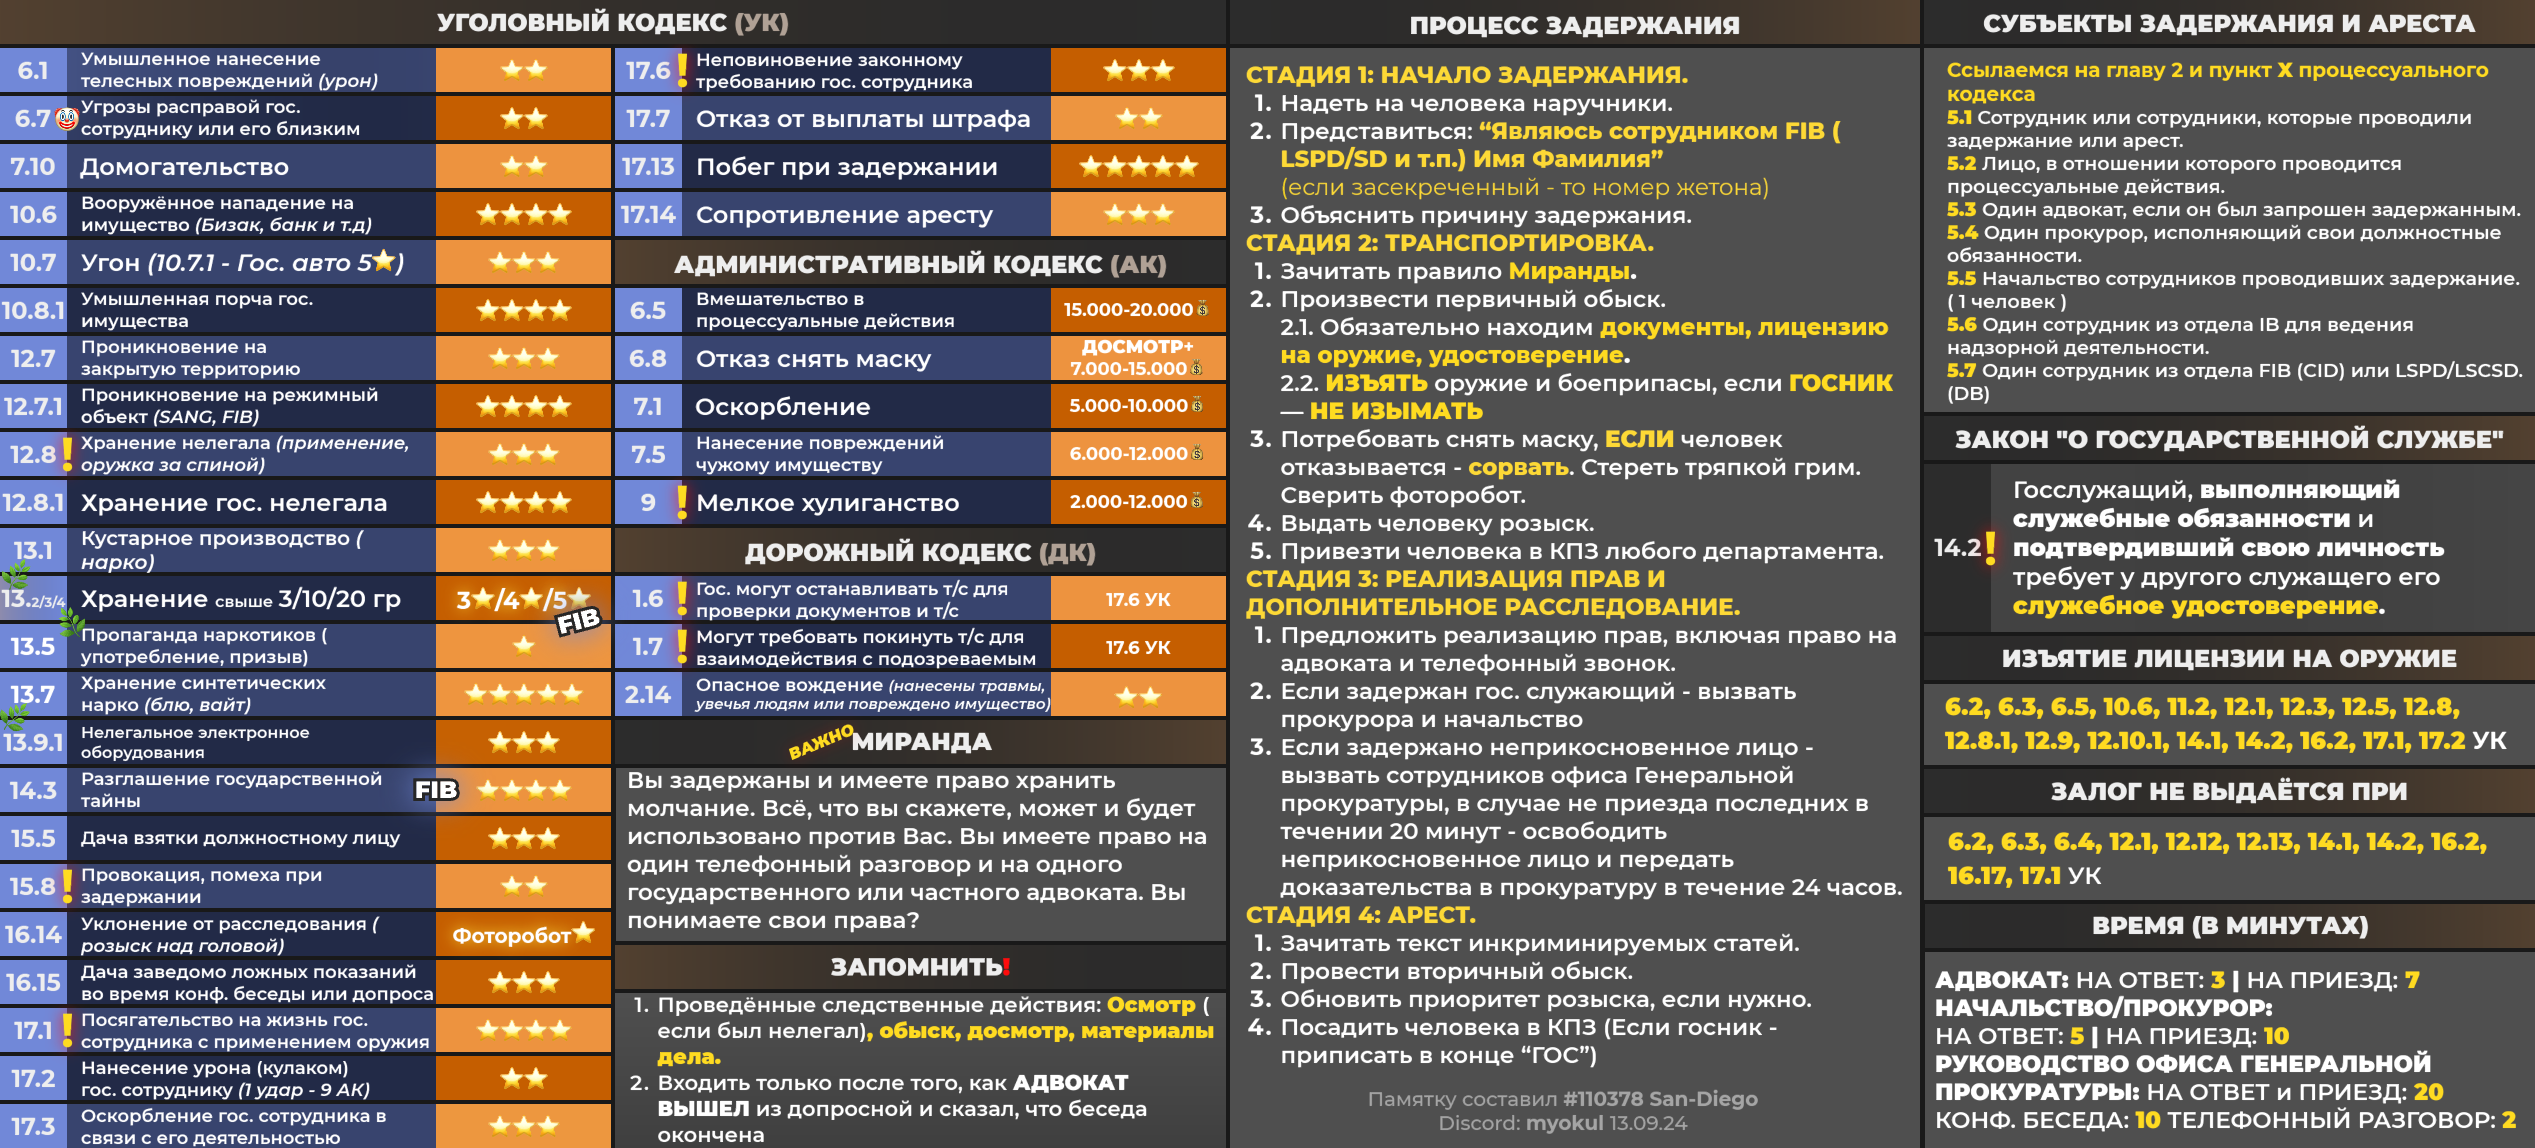 УГОЛОВНЫЙ КОДЕКС (УК)
6.1
Умышленное нанесение
телесных повреждений (урон)
6.7
Угрозы расправой гос.
сотруднику или его близким
7.10
Домогательство
10.6
Вооружённое нападение на
имущество (Бизак, банк и т.д)
10.7
Угон (10.7.1 - Гос. авто 5⭐)
10.8.1
Умышленная порча гос.
имущества
12.7
Проникновение на
закрытую территорию
12.7.1
Проникновение на режимный
объект (SANG, FIB)
12.8
Хранение нелегала (применение,
оружка за спиной)
12.8.1
Хранение гос. нелегала
13.1
Кустарное производство (
нарко)
13.2/3/4
Хранение свыше 3/10/20 гр
3⭐/4⭐/5⭐
FIB
13.5
Пропаганда наркотиков (
употребление, призыв)
13.7
Хранение синтетических
нарко (блю, вайт)
13.9.1
Нелегальное электронное
оборудования
14.3
Разглашение государственной
тайны
FIB
15.5
Дача взятки должностному лицу
15.8
Провокация, помеха при
задержании
16.14
Уклонение от расследования (
розыск над головой)
Фоторобот⭐
16.15
Дача заведомо ложных показаний
во время конф. беседы или допроса
17.1
Посягательство на жизнь гос.
сотрудника с применением оружия
17.2
Нанесение урона (кулаком)
гос. сотруднику (1 удар - 9 АК)
17.3
Оскорбление гос. сотрудника в
связи с его деятельностью
17.6
Неповиновение законному
требованию гос. сотрудника
17.7
Отказ от выплаты штрафа
17.13
Побег при задержании
17.14
Сопротивление аресту
АДМИНИСТРАТИВНЫЙ КОДЕКС (АК)
6.5
Вмешательство в
процессуальные действия
15.000-20.000
6.8
Отказ снять маску
ДОСМОТР+
7.000-15.000
7.1
Оскорбление
5.000-10.000
7.5
Нанесение повреждений
чужому имуществу
6.000-12.000
9
Мелкое хулиганство
2.000-12.000
ДОРОЖНЫЙ КОДЕКС (ДК)
1.6
Гос. могут останавливать т/с для
проверки документов и т/с
17.6 УК
1.7
Могут требовать покинуть т/с для
взаимодействия с подозреваемым
17.6 УК
2.14
Опасное вождение (нанесены травмы,
увечья людям или повреждено имущество)
ВАЖНО
МИРАНДА
Вы задержаны и имеете право хранить
молчание. Всё, что вы скажете, может и будет
использовано против Вас. Вы имеете право на
один телефонный разговор и на одного
государственного или частного адвоката. Вы
понимаете свои права?
ЗАПОМНИТЬ!
1. Проведённые следственные действия: Осмотр (
если был нелегал), обыск, досмотр, материалы
дела.
2. Входить только после того, как АДВОКАТ
ВЫШЕЛ из допросной и сказал, что беседа
окончена
ПРОЦЕСС ЗАДЕРЖАНИЯ
СТАДИЯ 1: НАЧАЛО ЗАДЕРЖАНИЯ.
1. Надеть на человека наручники.
2. Представиться: “Являюсь сотрудником FIB (
LSPD/SD и т.п.) Имя Фамилия”
(если засекреченный - то номер жетона)
3. Объяснить причину задержания.
СТАДИЯ 2: ТРАНСПОРТИРОВКА.
1. Зачитать правило Миранды.
2. Произвести первичный обыск.
2.1. Обязательно находим документы, лицензию
на оружие, удостоверение.
2.2. ИЗЪЯТЬ оружие и боеприпасы, если ГОСНИК
— НЕ ИЗЫМАТЬ
3. Потребовать снять маску, ЕСЛИ человек
отказывается - сорвать. Стереть тряпкой грим.
Сверить фоторобот.
4. Выдать человеку розыск.
5. Привезти человека в КПЗ любого департамента.
СТАДИЯ 3: РЕАЛИЗАЦИЯ ПРАВ И
ДОПОЛНИТЕЛЬНОЕ РАССЛЕДОВАНИЕ.
1. Предложить реализацию прав, включая право на
адвоката и телефонный звонок.
2. Если задержан гос. служающий - вызвать
прокурора и начальство
3. Если задержано неприкосновенное лицо -
вызвать сотрудников офиса Генеральной
прокуратуры, в случае не приезда последних в
течении 20 минут - освободить
неприкосновенное лицо и передать
доказательства в прокуратуру в течение 24 часов.
СТАДИЯ 4: АРЕСТ.
1. Зачитать текст инкриминируемых статей.
2. Провести вторичный обыск.
3. Обновить приоритет розыска, если нужно.
4. Посадить человека в КПЗ (Если госник -
приписать в конце “ГОС”)
Памятку составил #110378 San-Diego
Discord: myokul 13.09.24
СУБЪЕКТЫ ЗАДЕРЖАНИЯ И АРЕСТА
Ссылаемся на главу 2 и пункт X процессуального
кодекса
5.1 Сотрудник или сотрудники, которые проводили
задержание или арест.
5.2 Лицо, в отношении которого проводится
процессуальные действия.
5.3 Один адвокат, если он был запрошен задержанным.
5.4 Один прокурор, исполняющий свои должностные
обязанности.
5.5 Начальство сотрудников проводивших задержание.
( 1 человек )
5.6 Один сотрудник из отдела IB для ведения
надзорной деятельности.
5.7 Один сотрудник из отдела FIB (CID) или LSPD/LSCSD.
(DB)
ЗАКОН "О ГОСУДАРСТВЕННОЙ СЛУЖБЕ"
14.2
Госслужащий, выполняющий
служебные обязанности и
подтвердивший свою личность
требует у другого служащего его
служебное удостоверение.
ИЗЪЯТИЕ ЛИЦЕНЗИИ НА ОРУЖИЕ
6.2, 6.3, 6.5, 10.6, 11.2, 12.1, 12.3, 12.5, 12.8,
12.8.1, 12.9, 12.10.1, 14.1, 14.2, 16.2, 17.1, 17.2 УК
ЗАЛОГ НЕ ВЫДАЁТСЯ ПРИ
6.2, 6.3, 6.4, 12.1, 12.12, 12.13, 14.1, 14.2, 16.2,
16.17, 17.1 УК
ВРЕМЯ (В МИНУТАХ)
АДВОКАТ: НА ОТВЕТ: 3 | НА ПРИЕЗД: 7
НАЧАЛЬСТВО/ПРОКУРОР:
НА ОТВЕТ: 5 | НА ПРИЕЗД: 10
РУКОВОДСТВО ОФИСА ГЕНЕРАЛЬНОЙ
ПРОКУРАТУРЫ: НА ОТВЕТ и ПРИЕЗД: 20
КОНФ. БЕСЕДА: 10 ТЕЛЕФОННЫЙ РАЗГОВОР: 2